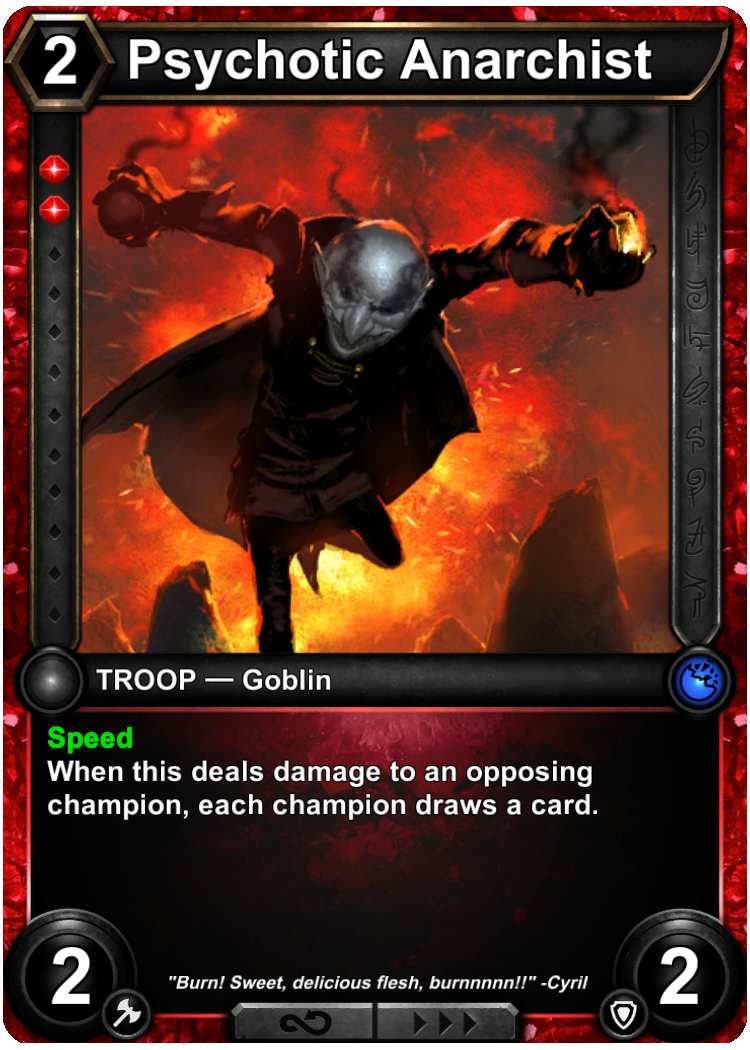 2 Psychotic Anarchist
TROOP — Goblin
Speed
When this deals damage to an opposing
champion, each champion draws a card.
"Burn! Sweet, delicious flesh, burnnnnn!!" -Cyril
2 2